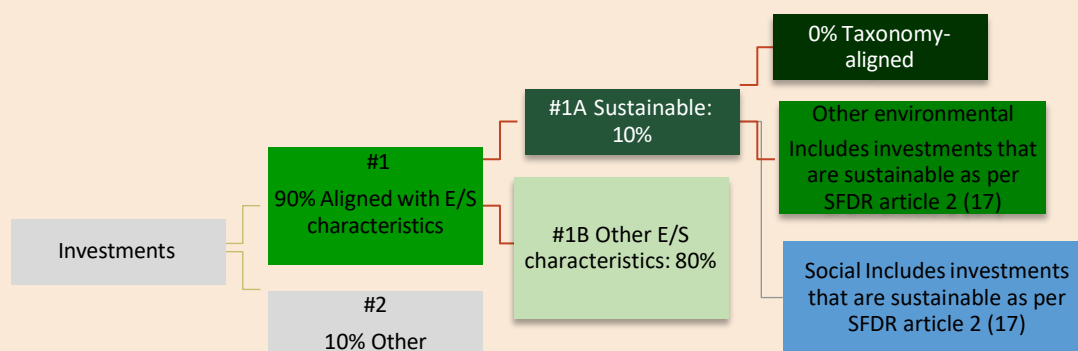 Investments
#1
90% Aligned with E/S
characteristics
#2
10% Other
#1A Sustainable:
10%
#1B Other E/S
characteristics: 80%
0% Taxonomy-
aligned
Other environmental
Includes investments that
are sustainable as per
SFDR article 2 (17)
Social Includes investments
that are sustainable as per
SFDR article 2 (17)